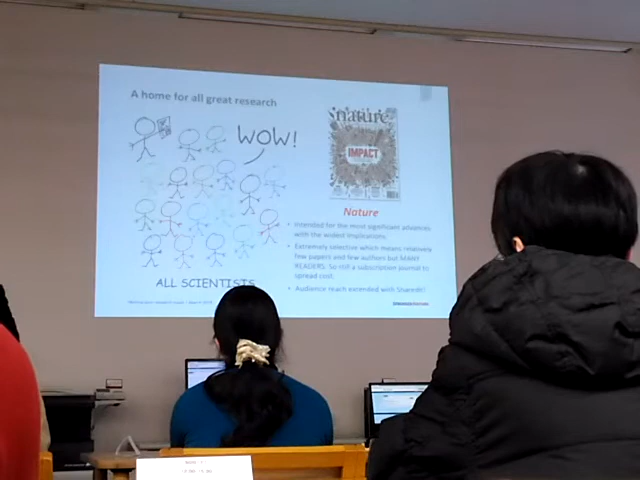 A home for all great research
WOW!
nature
IMPACT
Nature
• Intended for the most significant advances
with the widest implications.
• Extremely selective which means relatively
few papers and few authors but MANY
READERS. So still a subscription journal to
spread cost.
• Audience reach extended with SharedIt!
ALL SCIENTISTS
SPRINGER NATURE